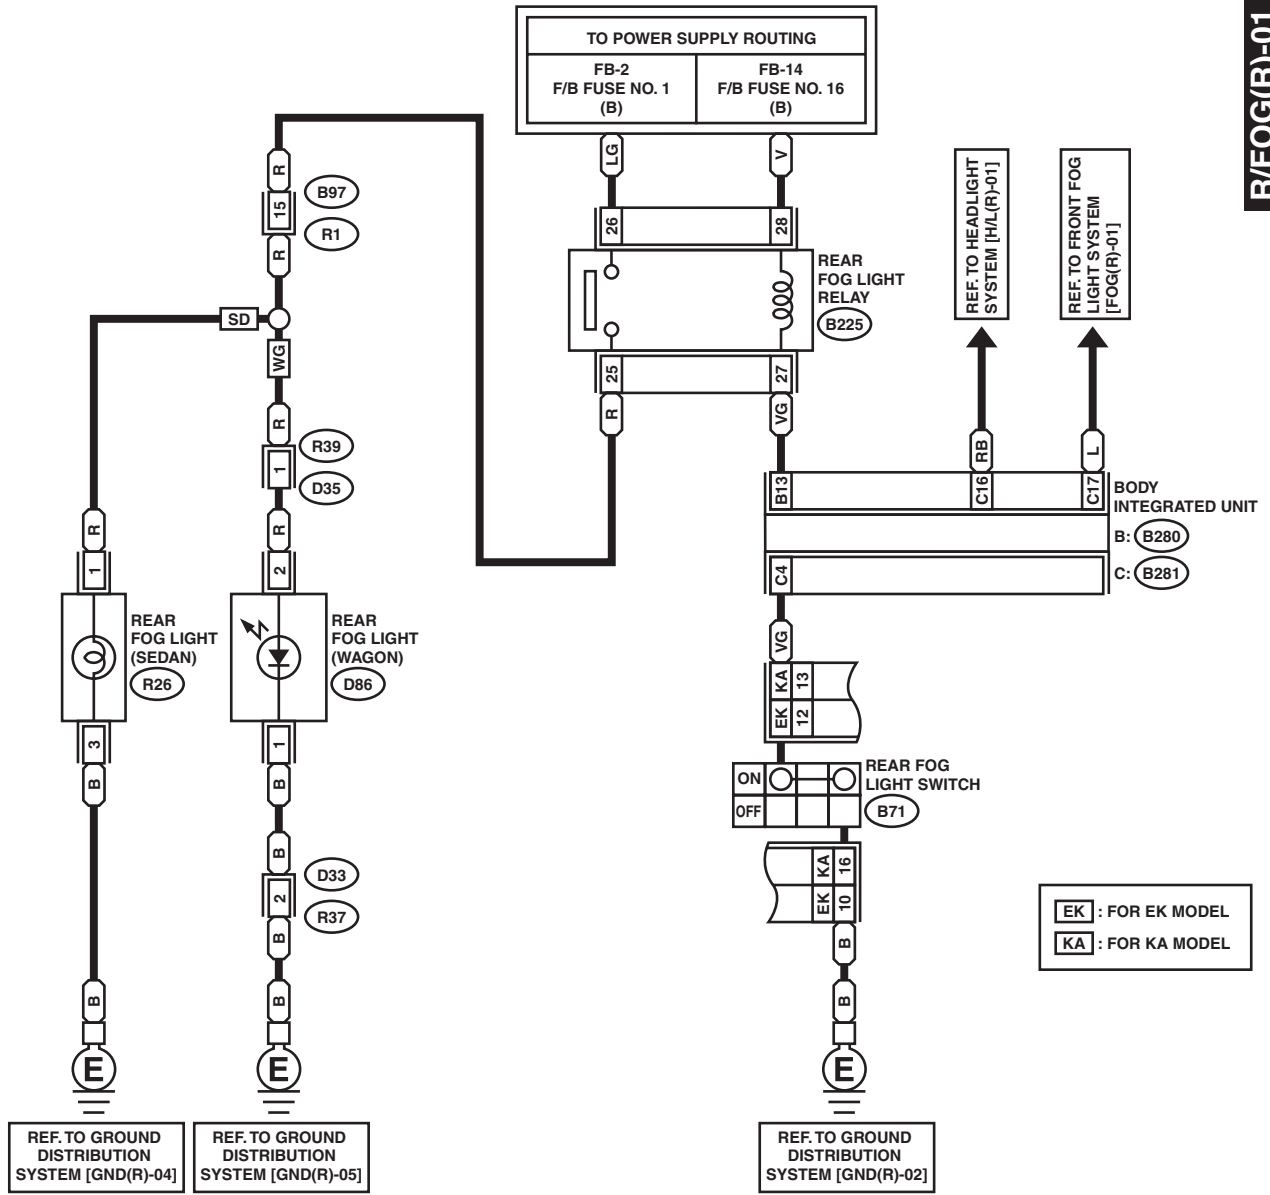 R/FOG(R)-01
TO POWER SUPPLY ROUTING
FB-2
F/B FUSE NO. 1
(B)
FB-14
F/B FUSE NO. 16
(B)
LG
V
26
28
REAR
FOG LIGHT
RELAY
B225
25
27
R
VG
REF. TO HEADLIGHT
SYSTEM [H/L(R)-01]
REF. TO FRONT FOG
LIGHT SYSTEM
[FOG(R)-01]
RB
L
B13
C16
C17
BODY
INTEGRATED UNIT
B: B280
C: B281
C4
VG
KA 13
EK 12
ON
OFF
REAR FOG
LIGHT SWITCH
B71
KA 16
EK 10
B
B
E
REF. TO GROUND
DISTRIBUTION
SYSTEM [GND(R)-02]
R
15
B97
R1
R
SD
WG
R
R39
1
D35
R
R
1
2
REAR
FOG LIGHT
(SEDAN)
R26
REAR
FOG LIGHT
(WAGON)
D86
3
1
B
B
B
D33
2
R37
B
B
B
E
E
REF. TO GROUND
DISTRIBUTION
SYSTEM [GND(R)-04]
REF. TO GROUND
DISTRIBUTION
SYSTEM [GND(R)-05]
EK : FOR EK MODEL
KA : FOR KA MODEL